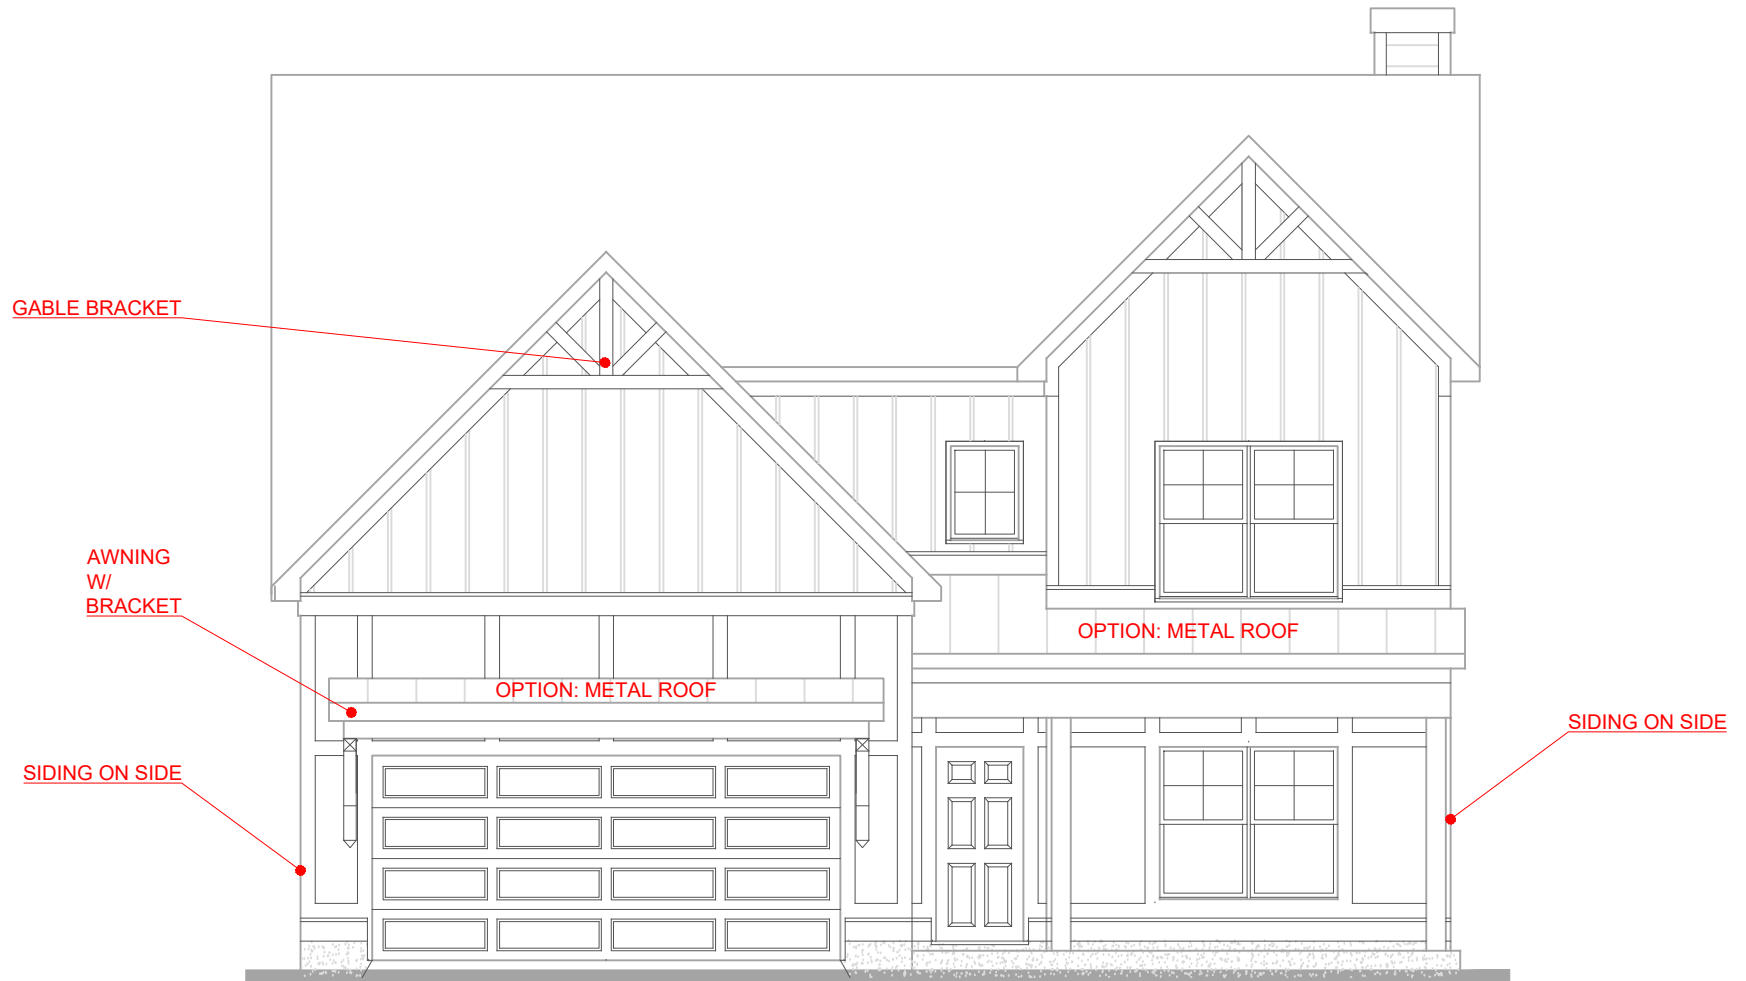 GABLE BRACKET
AWNING
W/
BRACKET
OPTION: METAL ROOF
OPTION: METAL ROOF
SIDING ON SIDE
SIDING ON SIDE